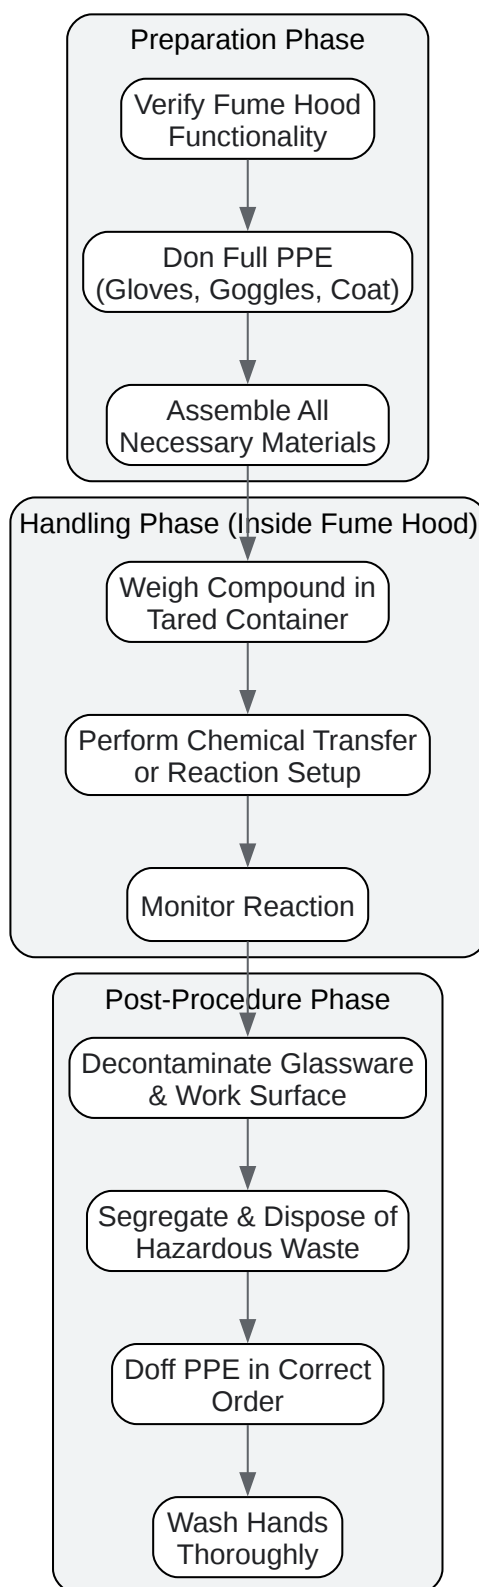 Preparation Phase
Verify Fume Hood
Functionality
Don Full PPE
(Gloves, Goggles, Coat)
Assemble All
Necessary Materials
Handling Phase (Inside Fume Hood)
Weigh Compound in
Tared Container
Perform Chemical Transfer
or Reaction Setup
Monitor Reaction
Post-Procedure Phase
Decontaminate Glassware
& Work Surface
Segregate & Dispose of
Hazardous Waste
Doff PPE in Correct
Order
Wash Hands
Thoroughly